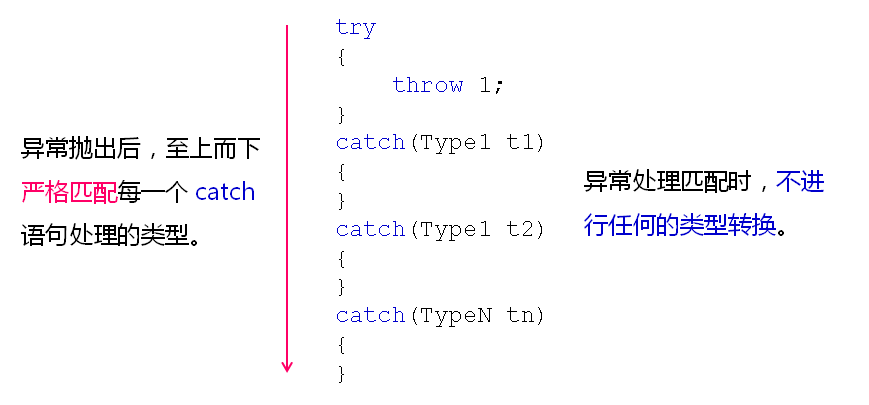 try
{
throw 1;
}
catch(Type1 t1)
{
}
catch(Type1 t2)
{
}
catch(TypeN tn)
{
}
异常抛出后，至上而下
严格匹配每一个 catch
语句处理的类型。
异常处理匹配时，不进
行任何的类型转换。